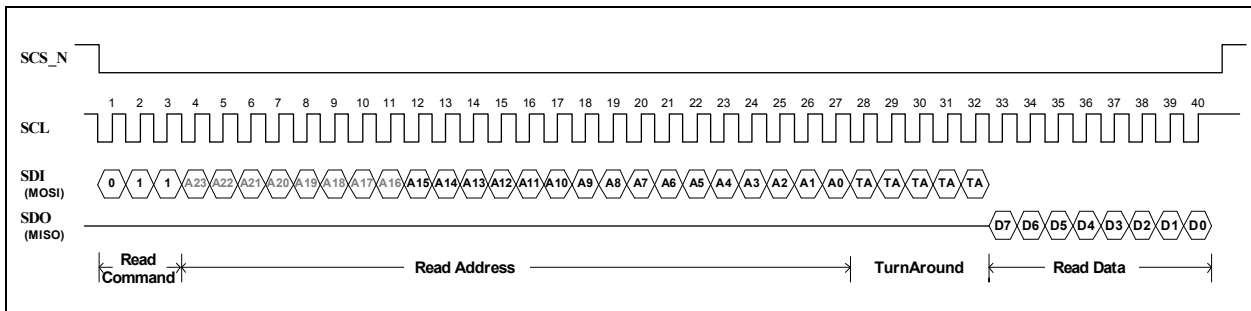 SCS_N
1 2 3 4 5 6 7 8 9 10 11 12 13 14 15 16 17 18 19 20 21 22 23 24 25 26 27 28 29 30 31 32 33 34 35 36 37 38 39 40
SCL
SDI 0 1 1 A23 A22 A21 A20 A19 A18 A17 A16 A15 A14 A13 A12 A11 A10 A9 A8 A7 A6 A5 A4 A3 A2 A1 A0 TA TA TA TA TA
(MOSI)
SDO D7 D6 D5 D4 D3 D2 D1 D0
(MISO)
Read Command Read Address TurnAround Read Data